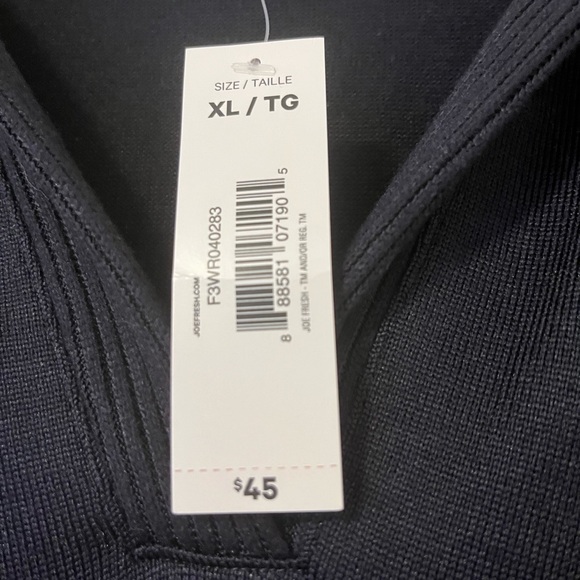 SIZE / TAILLE
XL / TG
JOEFRESH.COM
F3WR040283
8 88581 07190 5
JOE FRESH - TM AND/OR REG. TM
$45